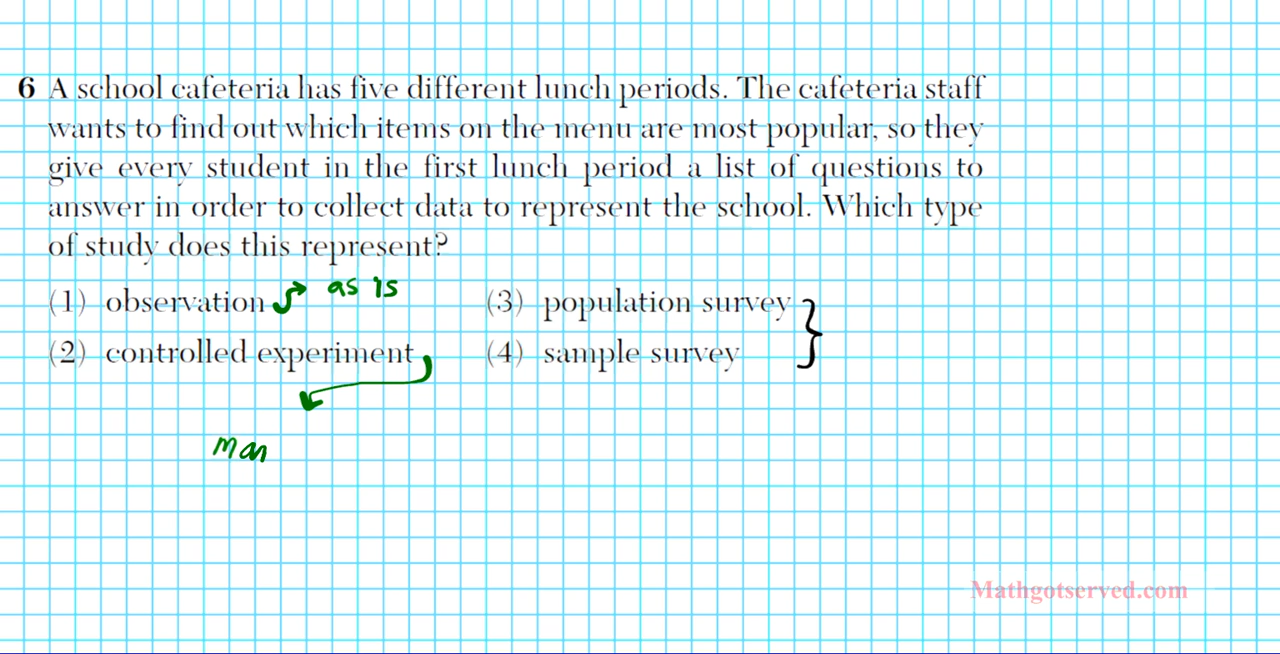 6 A school cafeteria has five different lunch periods. The cafeteria staff
wants to find out which items on the menu are most popular, so they
give every student in the first lunch period a list of questions to
answer in order to collect data to represent the school. Which type
of study does this represent?
(1) observation as is
(3) population survey
(2) controlled experiment
(4) sample survey
man
Mathgotserved.com